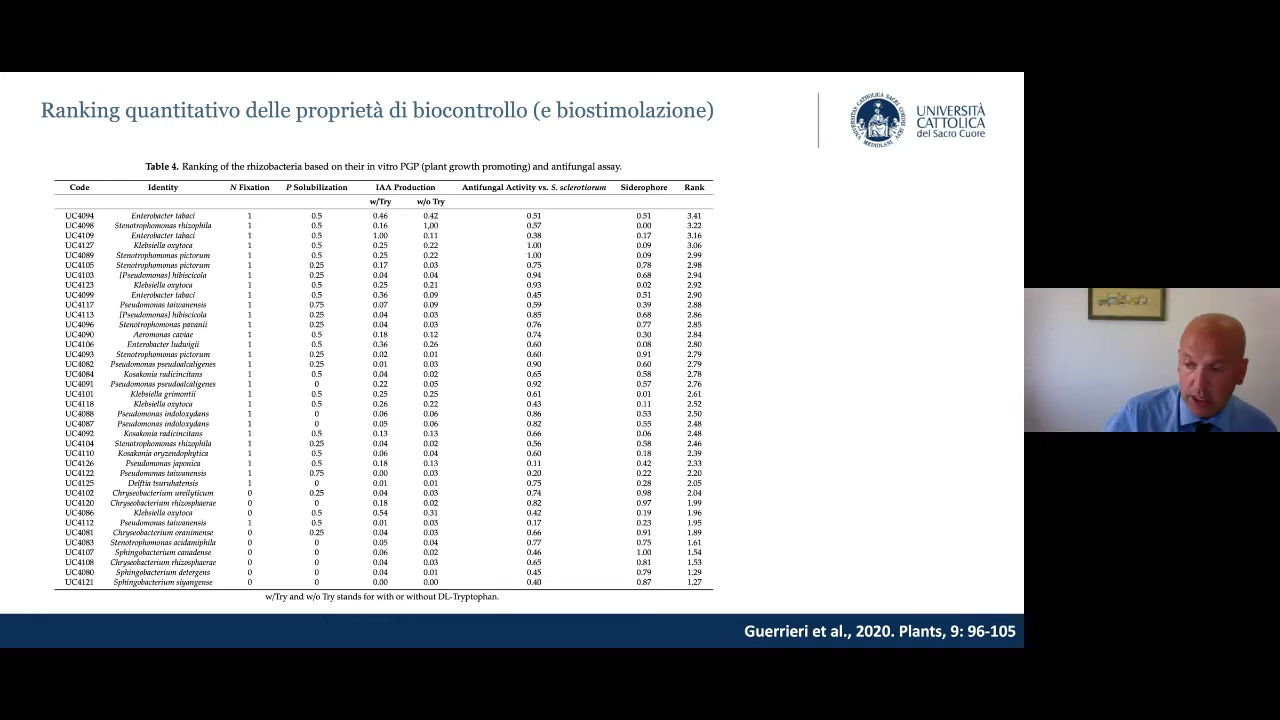 Ranking quantitativo delle proprietà di biocontrollo (e biostimolazione)
UNIVERSITÀ
CATTOLICA
del Sacro Cuore
Table 4. Ranking of the rhizobacteria based on their in vitro PGP (plant growth promoting) and antifungal assay.
Code Identity N Fixation P Solubilization IAA Production Antifungal Activity vs. S. sclerotiorum Siderophore Rank
w/Try w/o Try
UC4094 Enterobacter tabaci 1 0.5 0.46 0.42 0.51 0.51 3.41
UC4098 Stenotrophomonas rhizophila 1 0.5 0.16 1,00 0.57 0.00 3.22
UC4109 Enterobacter tabaci 1 0.5 1.00 0.11 0.38 0.17 3.16
UC4127 Klebsiella oxytoca 1 0.5 0.25 0.22 1.00 0.09 3.06
UC4089 Stenotrophomonas pictorum 1 0.5 0.25 0.22 1.00 0.09 2.99
UC4105 Stenotrophomonas pictorum 1 0.25 0.17 0.03 0.75 0.78 2.98
UC4103 [Pseudomonas] hibiscicola 1 0.25 0.04 0.04 0.94 0.68 2.94
UC4123 Klebsiella oxytoca 1 0.5 0.25 0.21 0.93 0.02 2.92
UC4099 Enterobacter tabaci 1 0.5 0.36 0.09 0.45 0.51 2.90
UC4117 Pseudomonas taiwanensis 1 0.75 0.07 0.09 0.59 0.39 2.88
UC4113 [Pseudomonas] hibiscicola 1 0.25 0.04 0.03 0.85 0.68 2.86
UC4096 Stenotrophomonas pavanii 1 0.25 0.04 0.03 0.76 0.77 2.85
UC4090 Aeromonas caviae 1 0.5 0.18 0.12 0.74 0.30 2.84
UC4106 Enterobacter ludwigii 1 0.5 0.36 0.26 0.60 0.08 2.80
UC4093 Stenotrophomonas pictorum 1 0.25 0.02 0.01 0.60 0.91 2.79
UC4082 Pseudomonas pseudoalcaligenes 1 0.25 0.01 0.03 0.90 0.60 2.79
UC4084 Kosakonia radicincitans 1 0.5 0.04 0.02 0.65 0.58 2.78
UC4091 Pseudomonas pseudoalcaligenes 1 0 0.22 0.05 0.92 0.57 2.76
UC4101 Klebsiella grimontii 1 0.5 0.25 0.25 0.61 0.01 2.61
UC4118 Klebsiella oxytoca 1 0.5 0.26 0.22 0.43 0.11 2.52
UC4088 Pseudomonas indoloxydans 1 0 0.06 0.06 0.86 0.53 2.50
UC4087 Pseudomonas indoloxydans 1 0 0.05 0.06 0.82 0.55 2.48
UC4092 Kosakonia radicincitans 1 0.5 0.13 0.13 0.66 0.06 2.48
UC4104 Stenotrophomonas rhizophila 1 0.25 0.04 0.02 0.56 0.58 2.46
UC4110 Kosakonia oryzendophytica 1 0.5 0.06 0.04 0.60 0.18 2.39
UC4126 Pseudomonas japonica 1 0.5 0.18 0.13 0.11 0.42 2.33
UC4122 Pseudomonas taiwanensis 1 0.75 0.00 0.03 0.20 0.22 2.20
UC4125 Delftia tsuruhatensis 1 0 0.01 0.01 0.75 0.28 2.05
UC4102 Chryseobacterium ureilyticum 0 0.25 0.04 0.03 0.74 0.98 2.04
UC4120 Chryseobacterium rhizosphaerae 0 0 0.18 0.02 0.82 0.97 1.99
UC4086 Klebsiella oxytoca 0 0.5 0.54 0.31 0.42 0.19 1.96
UC4112 Pseudomonas taiwanensis 1 0.5 0.01 0.03 0.17 0.23 1.95
UC4081 Chryseobacterium oranimense 0 0.25 0.04 0.03 0.66 0.91 1.89
UC4083 Stenotrophomonas acidamiphila 0 0 0.05 0.04 0.77 0.75 1.61
UC4107 Sphingobacterium canadense 0 0 0.06 0.02 0.46 1.00 1.54
UC4108 Chryseobacterium rhizosphaerae 0 0 0.04 0.03 0.65 0.81 1.53
UC4080 Sphingobacterium detergens 0 0 0.04 0.01 0.45 0.79 1.29
UC4121 Sphingobacterium siyangense 0 0 0.00 0.00 0.40 0.87 1.27
w/Try and w/o Try stands for with or without DL-Tryptophan.
Guerrieri et al., 2020. Plants, 9: 96-105